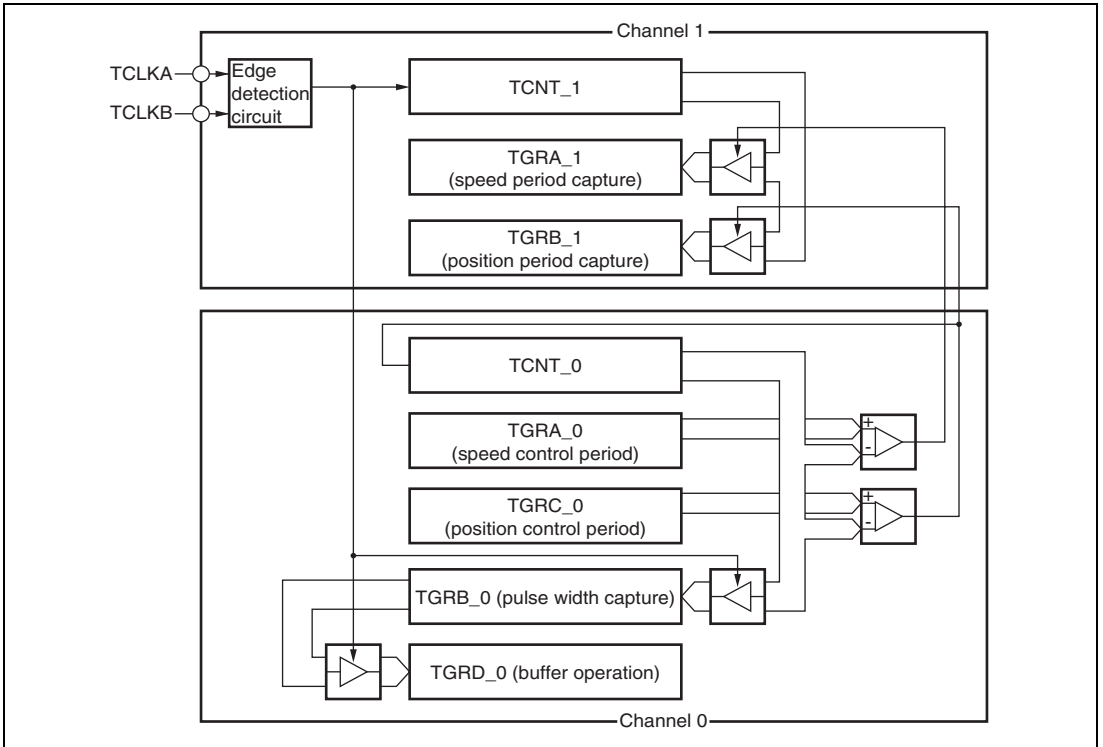 Channel 1
TCLKA
TCLKB
Edge
detection
circuit
TCNT_1
TGRA_1
(speed period capture)
TGRB_1
(position period capture)
TCNT_0
TGRA_0
(speed control period)
+
-
TGRC_0
(position control period)
+
-
TGRB_0 (pulse width capture)
TGRD_0 (buffer operation)
Channel 0